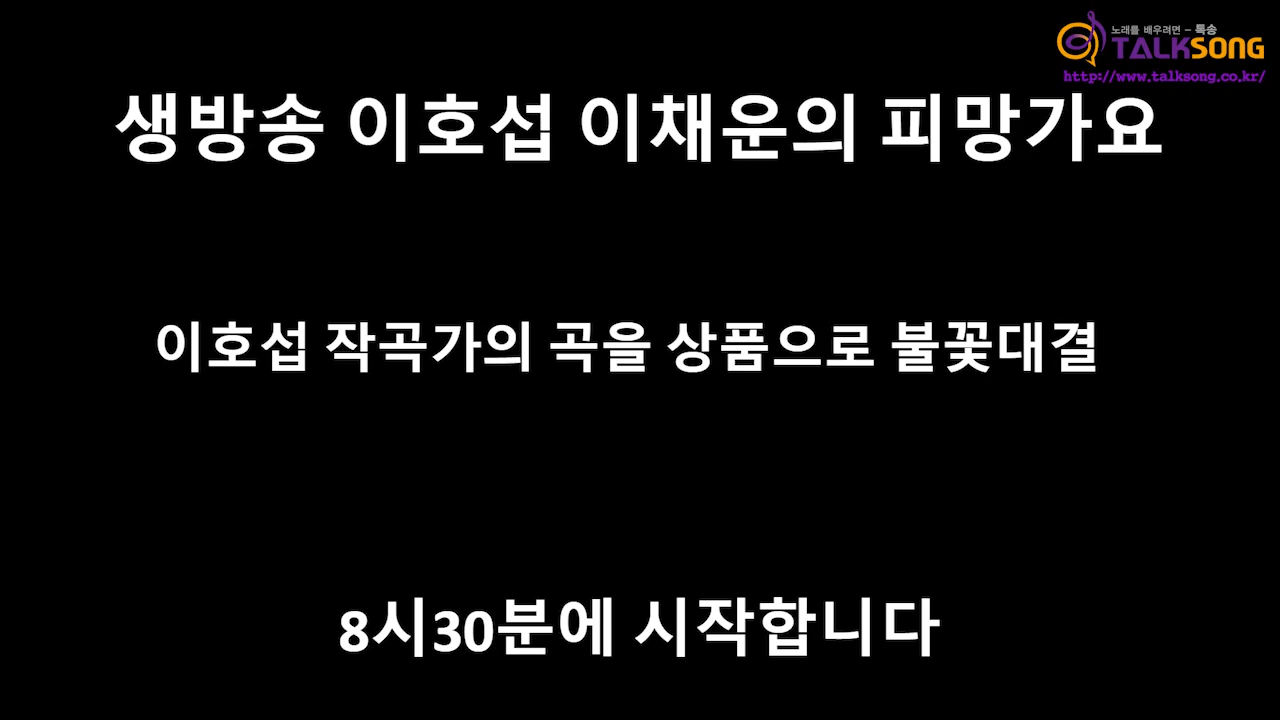 노래를 배우려면 - 톡송
TALKSONG
http://www.talksong.co.kr/
생방송 이호섭 이채운의 피망가요
이호섭 작곡가의 곡을 상품으로 불꽃대결
8시30분에 시작합니다